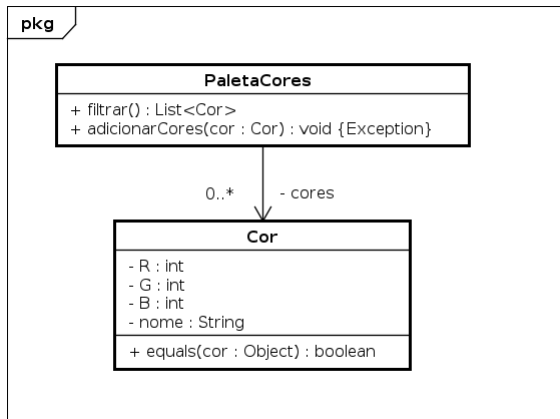 pkg
PaletaCores
+ filtrar() : List<Cor>
+ adicionarCores(cor : Cor) : void {Exception}
0..* - cores
Cor
- R : int
- G : int
- B : int
- nome : String
+ equals(cor : Object) : boolean